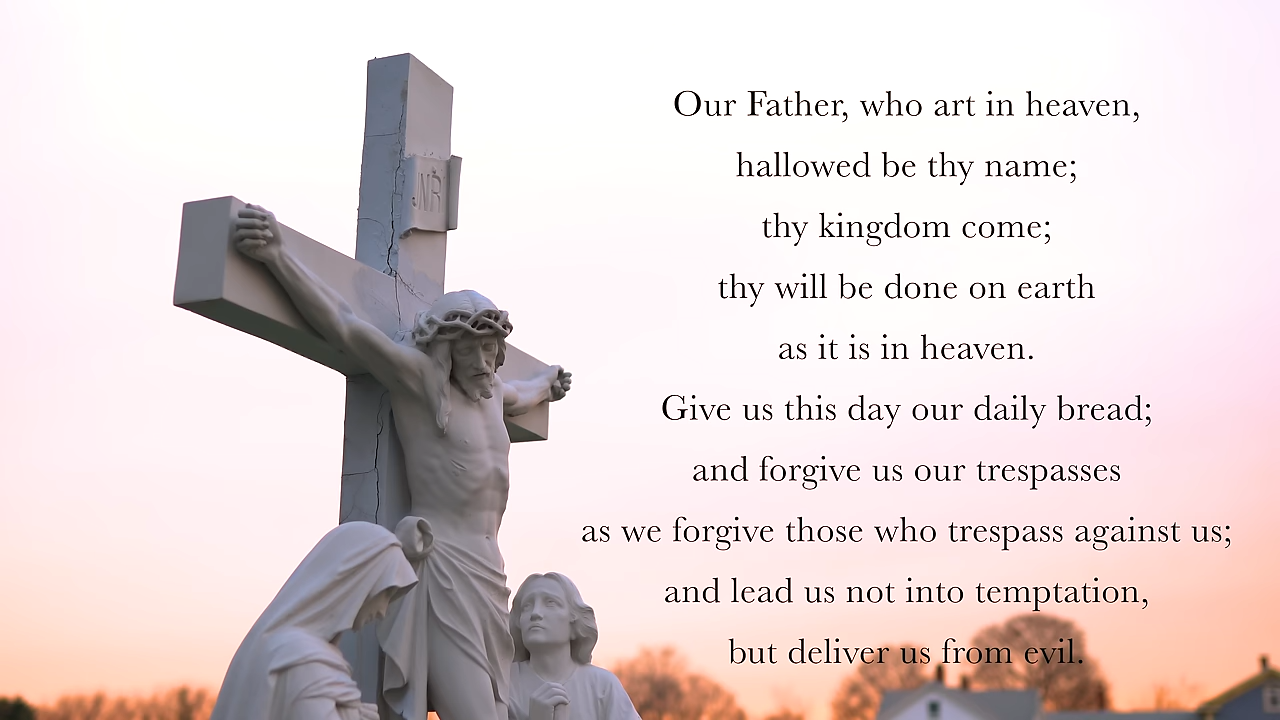 INRI
Our Father, who art in heaven,
hallowed be thy name;
thy kingdom come;
thy will be done on earth
as it is in heaven.
Give us this day our daily bread;
and forgive us our trespasses
as we forgive those who trespass against us;
and lead us not into temptation,
but deliver us from evil.